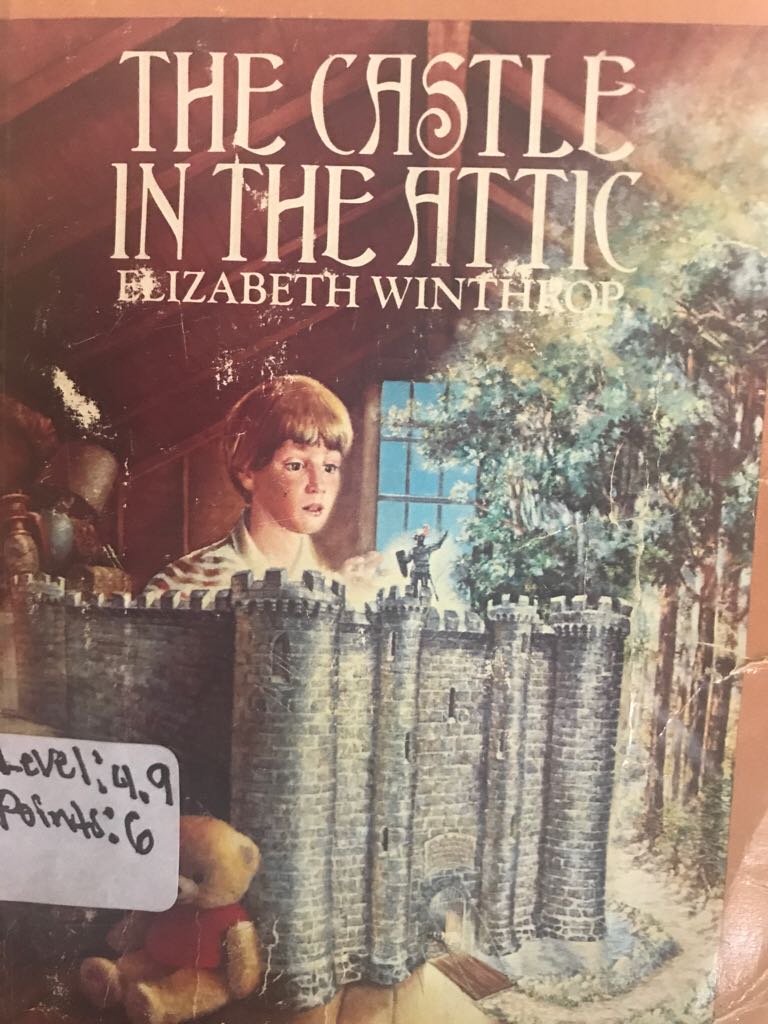 THE CASTLE
IN THE ATTIC
ELIZABETH WINTHROP
Level: 4.9
Points: 6